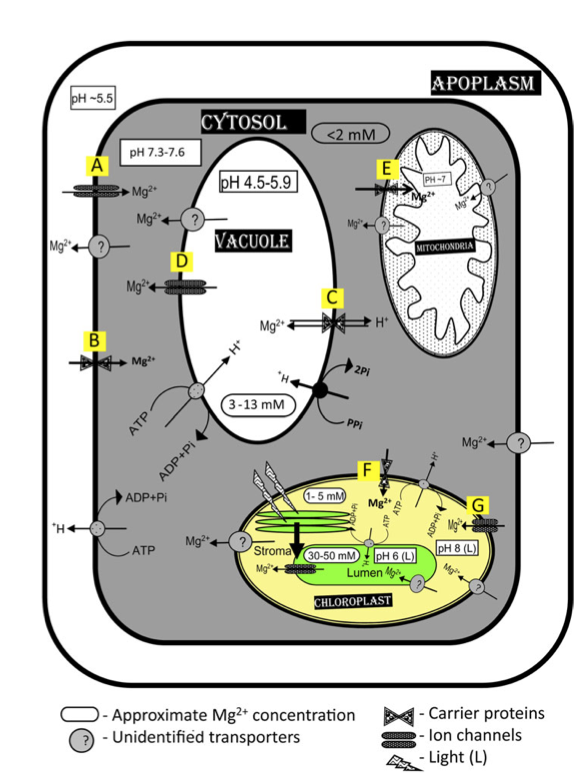 APOPLASM
pH ~5.5
CYTOSOL
<2 mM
pH 7.3-7.6
A
Mg²⁺
E
PH ~7
Mg²⁺
Mg²⁺
?
pH 4.5-5.9
Mg²⁺
?
VACUOLE
Mg²⁺
?
Mg²⁺
?
MITOCHONDRIA
D
Mg²⁺
C
Mg²⁺
H⁺
B
Mg²⁺
H⁺
⁺H
2Pi
3-13 mM
PPi
ATP
ADP+Pi
Mg²⁺
?
F
H⁺
ADP+Pi
1- 5 mM
Mg²⁺
G
⁺H
ADP+Pi
ATP
ATP
ADP+Pi
Mg²⁺
ATP
Mg²⁺
?
Stroma
30-50 mM
pH 6 (L)
pH 8 (L)
H⁺
Mg²⁺
Lumen
Mg²⁺
?
Mg²⁺
?
CHLOROPLAST
- Approximate Mg²⁺ concentration
? - Unidentified transporters
- Carrier proteins
- Ion channels
- Light (L)